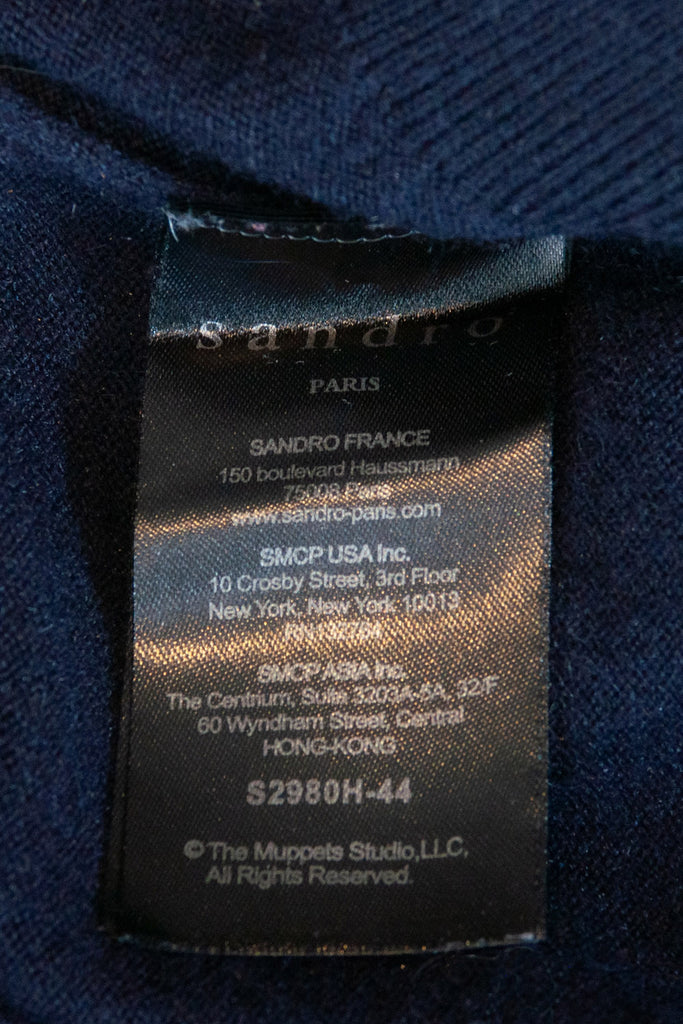 sandro
PARIS
SANDRO FRANCE
150 boulevard Haussmann
75008 Paris
www.sandro-paris.com
SMCP USA Inc.
10 Crosby Street, 3rd Floor
New York, New York 10013
RN132764
SMCP ASIA Inc.
The Centrium, Suite 3203A-5A, 32/F
60 Wyndham Street, Central
HONG-KONG
S2980H-44
© The Muppets Studio,LLC,
All Rights Reserved.